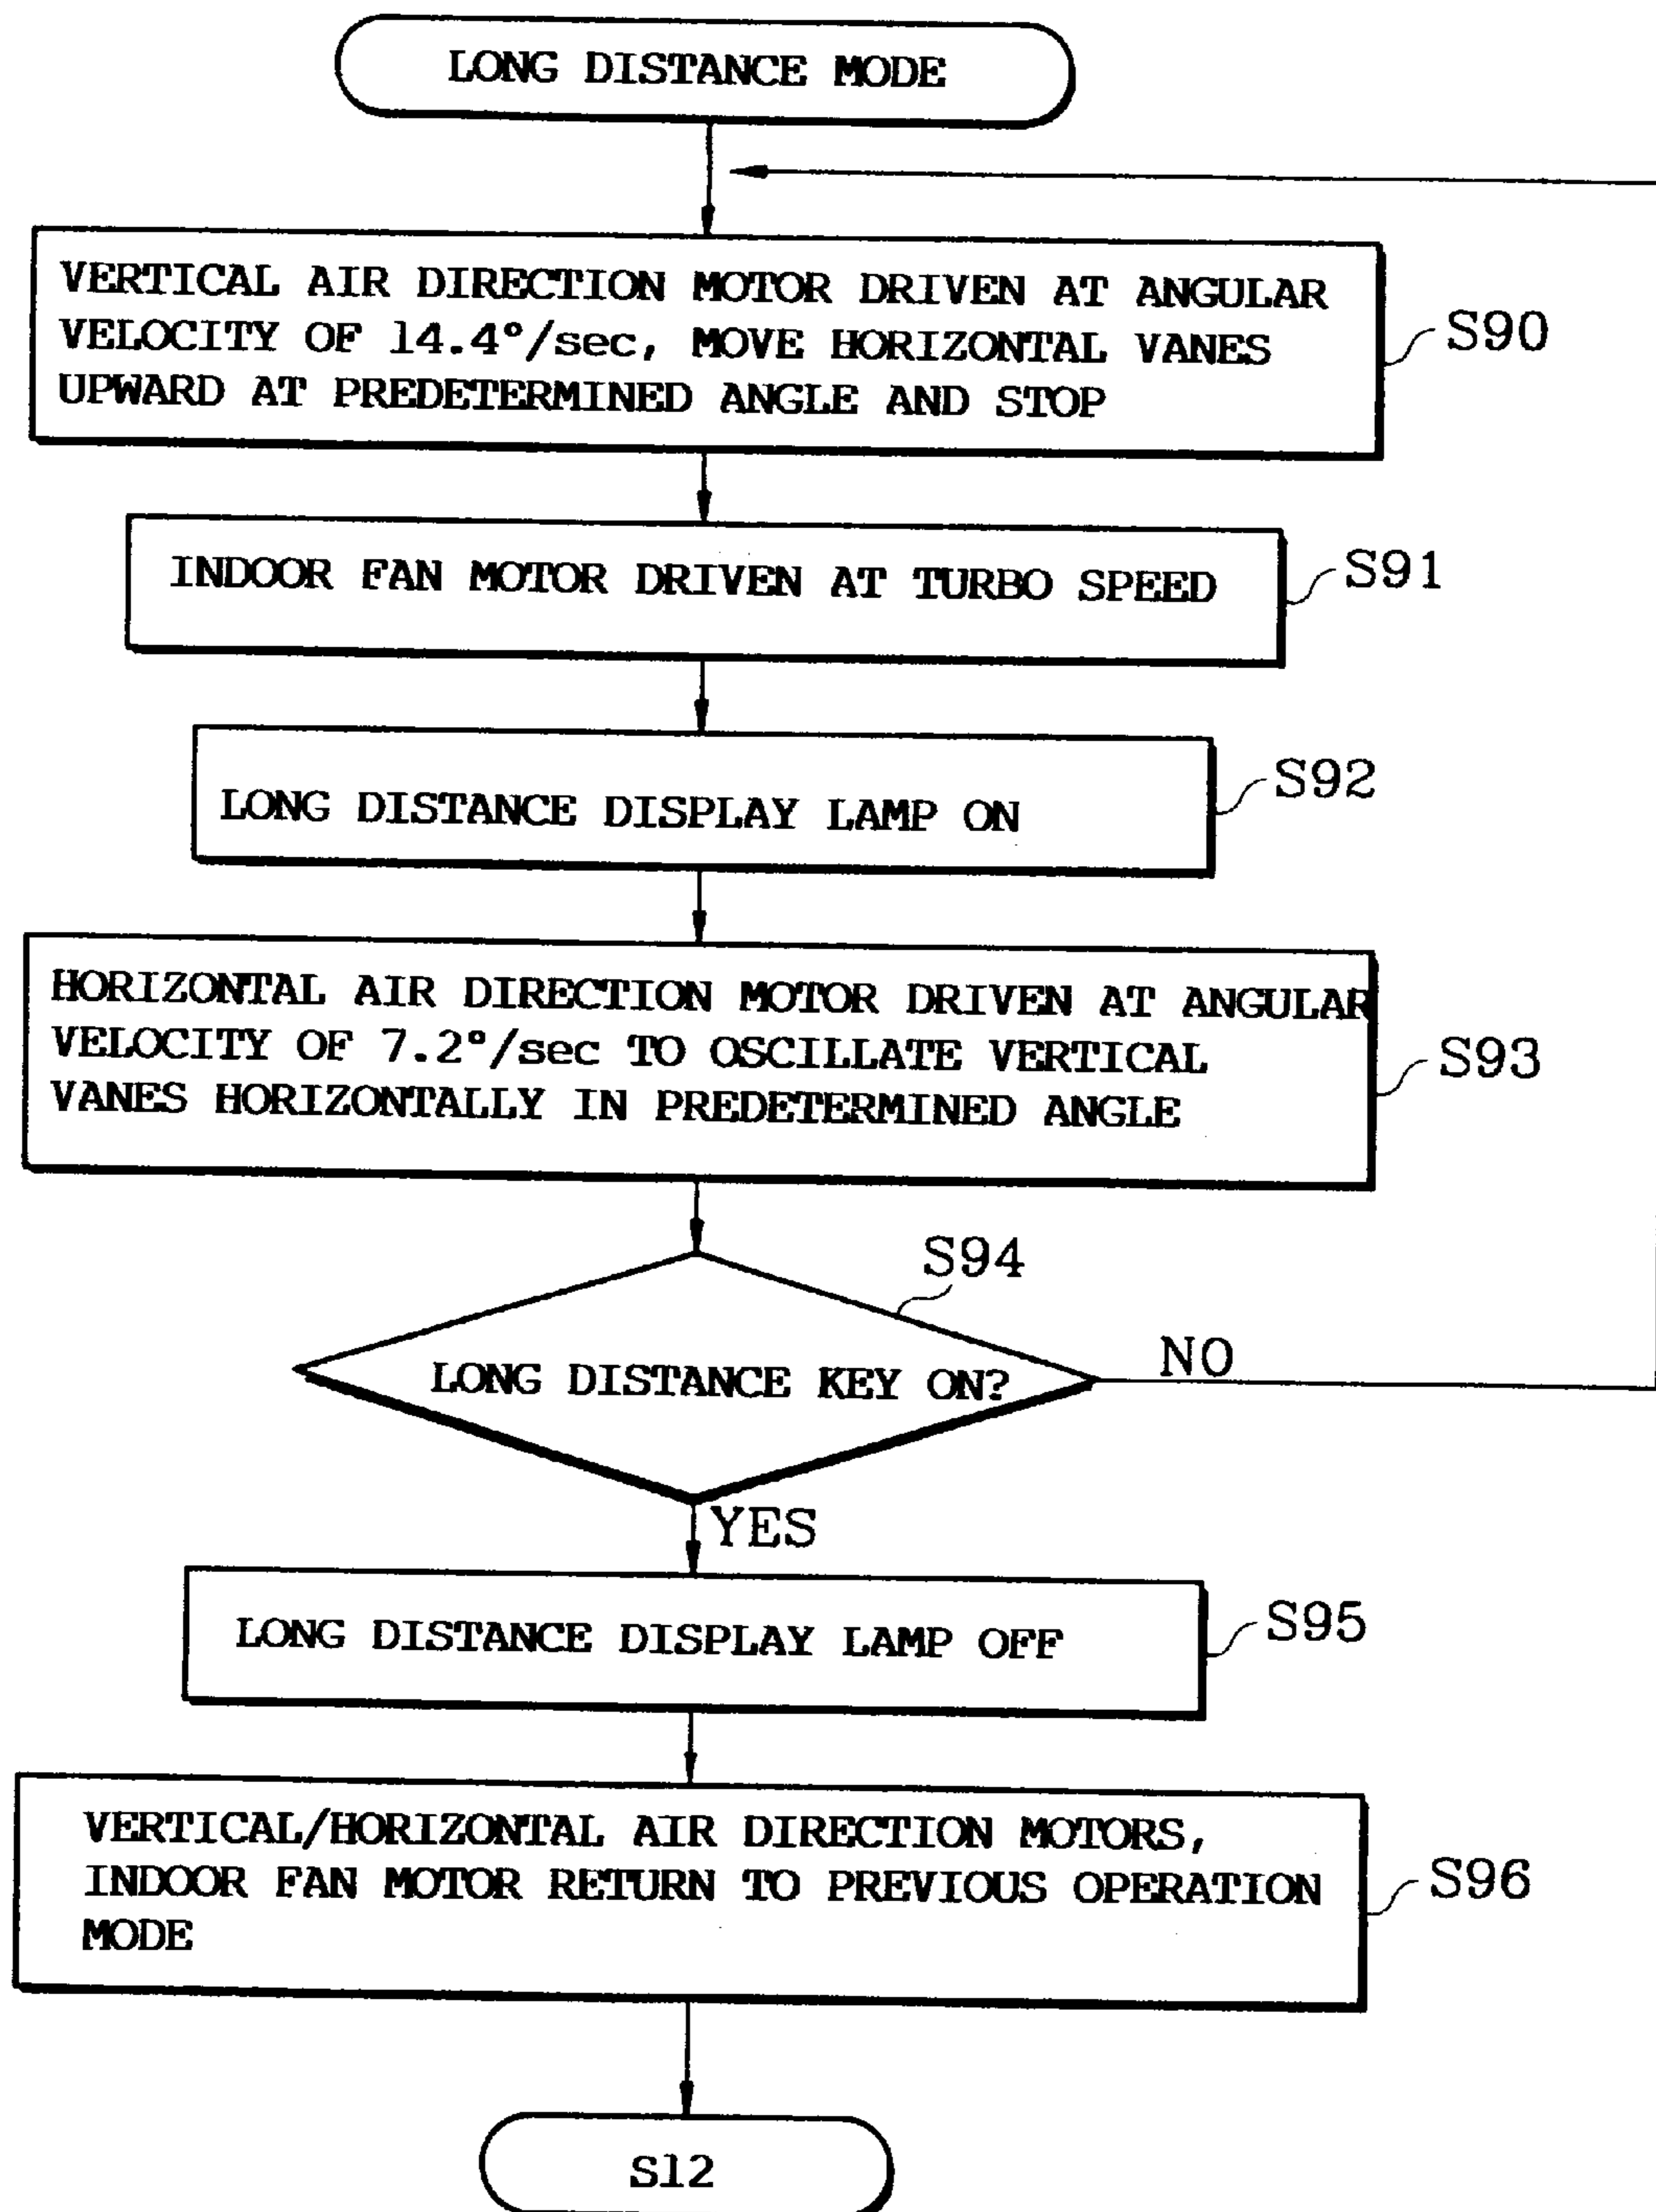 LONG DISTANCE MODE
VERTICAL AIR DIRECTION MOTOR DRIVEN AT ANGULAR
VELOCITY OF 14.4°/sec, MOVE HORIZONTAL VANES
UPWARD AT PREDETERMINED ANGLE AND STOP
S90
INDOOR FAN MOTOR DRIVEN AT TURBO SPEED
S91
LONG DISTANCE DISPLAY LAMP ON
S92
HORIZONTAL AIR DIRECTION MOTOR DRIVEN AT ANGULAR
VELOCITY OF 7.2°/sec TO OSCILLATE VERTICAL
VANES HORIZONTALLY IN PREDETERMINED ANGLE
S93
S94
LONG DISTANCE KEY ON?
NO
YES
LONG DISTANCE DISPLAY LAMP OFF
S95
VERTICAL/HORIZONTAL AIR DIRECTION MOTORS,
INDOOR FAN MOTOR RETURN TO PREVIOUS OPERATION
MODE
S96
S12